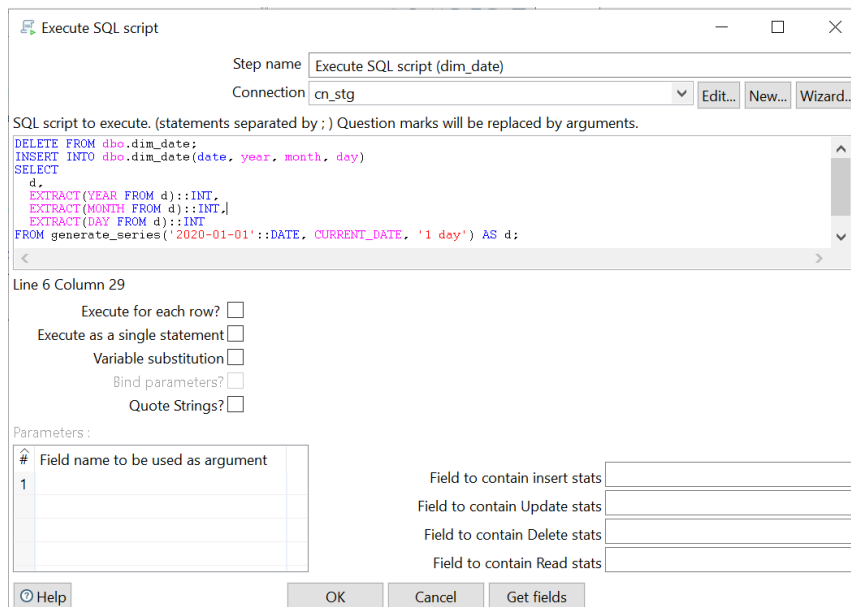 Execute SQL script
Step name Execute SQL script (dim_date)
Connection cn_stg Edit... New... Wizard..
SQL script to execute. (statements separated by ; ) Question marks will be replaced by arguments.
DELETE FROM dbo.dim_date;
INSERT INTO dbo.dim_date(date, year, month, day)
SELECT
  d,
  EXTRACT(YEAR FROM d)::INT,
  EXTRACT(MONTH FROM d)::INT,
  EXTRACT(DAY FROM d)::INT
FROM generate_series('2020-01-01'::DATE, CURRENT_DATE, '1 day') AS d;
Line 6 Column 29
Execute for each row?
Execute as a single statement
Variable substitution
Bind parameters?
Quote Strings?
Parameters :
# Field name to be used as argument
1
Field to contain insert stats
Field to contain Update stats
Field to contain Delete stats
Field to contain Read stats
Help OK Cancel Get fields